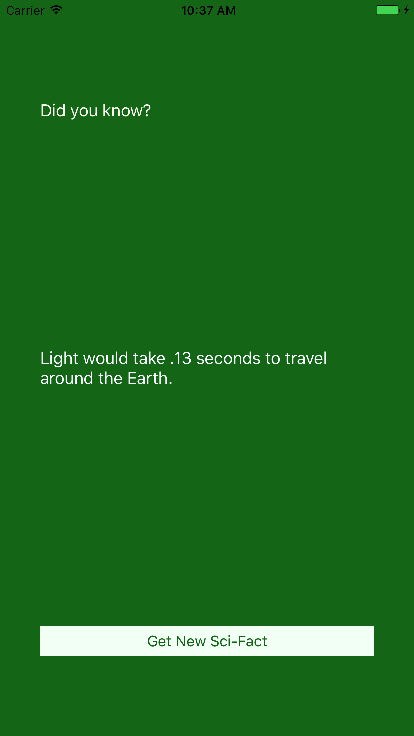 Carrier
10:37 AM
Did you know?
Light would take .13 seconds to travel
around the Earth.
Get New Sci-Fact